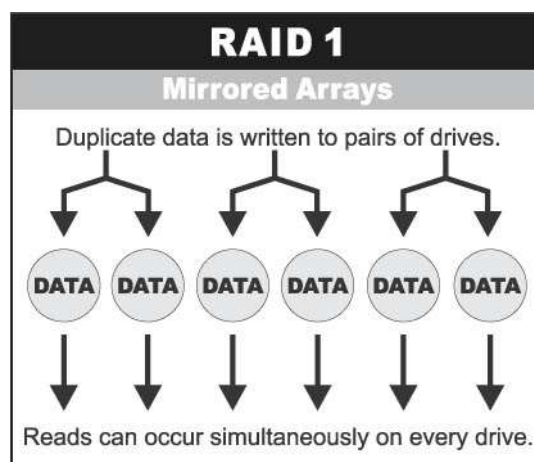 RAID 1
Mirrored Arrays
Duplicate data is written to pairs of drives.
DATA DATA DATA DATA DATA DATA
Reads can occur simultaneously on every drive.